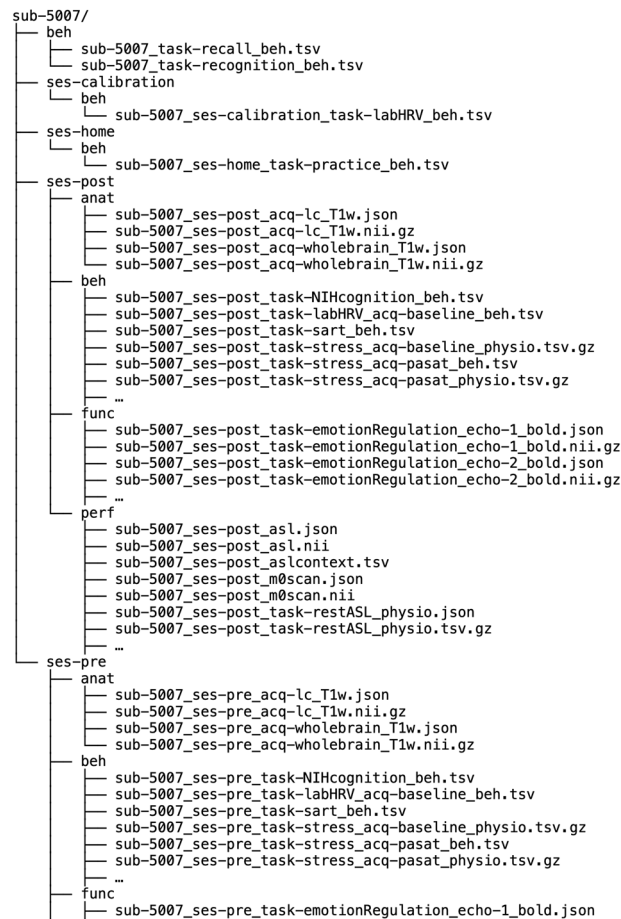 sub-5007/
├── beh
│   ├── sub-5007_task-recall_beh.tsv
│   └── sub-5007_task-recognition_beh.tsv
├── ses-calibration
│   └── beh
│       └── sub-5007_ses-calibration_task-labHRV_beh.tsv
├── ses-home
│   └── beh
│       └── sub-5007_ses-home_task-practice_beh.tsv
├── ses-post
│   ├── anat
│   │   ├── sub-5007_ses-post_acq-lc_T1w.json
│   │   ├── sub-5007_ses-post_acq-lc_T1w.nii.gz
│   │   ├── sub-5007_ses-post_acq-wholebrain_T1w.json
│   │   └── sub-5007_ses-post_acq-wholebrain_T1w.nii.gz
│   ├── beh
│   │   ├── sub-5007_ses-post_task-NIHcognition_beh.tsv
│   │   ├── sub-5007_ses-post_task-labHRV_acq-baseline_beh.tsv
│   │   ├── sub-5007_ses-post_task-sart_beh.tsv
│   │   ├── sub-5007_ses-post_task-stress_acq-baseline_physio.tsv.gz
│   │   ├── sub-5007_ses-post_task-stress_acq-pasat_beh.tsv
│   │   ├── sub-5007_ses-post_task-stress_acq-pasat_physio.tsv.gz
│   │   ├── …
│   ├── func
│   │   ├── sub-5007_ses-post_task-emotionRegulation_echo-1_bold.json
│   │   ├── sub-5007_ses-post_task-emotionRegulation_echo-1_bold.nii.gz
│   │   ├── sub-5007_ses-post_task-emotionRegulation_echo-2_bold.json
│   │   ├── sub-5007_ses-post_task-emotionRegulation_echo-2_bold.nii.gz
│   │   ├── …
│   └── perf
│       ├── sub-5007_ses-post_asl.json
│       ├── sub-5007_ses-post_asl.nii
│       ├── sub-5007_ses-post_aslcontext.tsv
│       ├── sub-5007_ses-post_m0scan.json
│       ├── sub-5007_ses-post_m0scan.nii
│       ├── sub-5007_ses-post_task-restASL_physio.json
│       ├── sub-5007_ses-post_task-restASL_physio.tsv.gz
│       ├── …
└── ses-pre
│   ├── anat
│   │   ├── sub-5007_ses-pre_acq-lc_T1w.json
│   │   ├── sub-5007_ses-pre_acq-lc_T1w.nii.gz
│   │   ├── sub-5007_ses-pre_acq-wholebrain_T1w.json
│   │   └── sub-5007_ses-pre_acq-wholebrain_T1w.nii.gz
│   ├── beh
│   │   ├── sub-5007_ses-pre_task-NIHcognition_beh.tsv
│   │   ├── sub-5007_ses-pre_task-labHRV_acq-baseline_beh.tsv
│   │   ├── sub-5007_ses-pre_task-sart_beh.tsv
│   │   ├── sub-5007_ses-pre_task-stress_acq-baseline_physio.tsv.gz
│   │   ├── sub-5007_ses-pre_task-stress_acq-pasat_beh.tsv
│   │   ├── sub-5007_ses-pre_task-stress_acq-pasat_physio.tsv.gz
│   │   ├── …
│   ├── func
│   │   ├── sub-5007_ses-pre_task-emotionRegulation_echo-1_bold.json